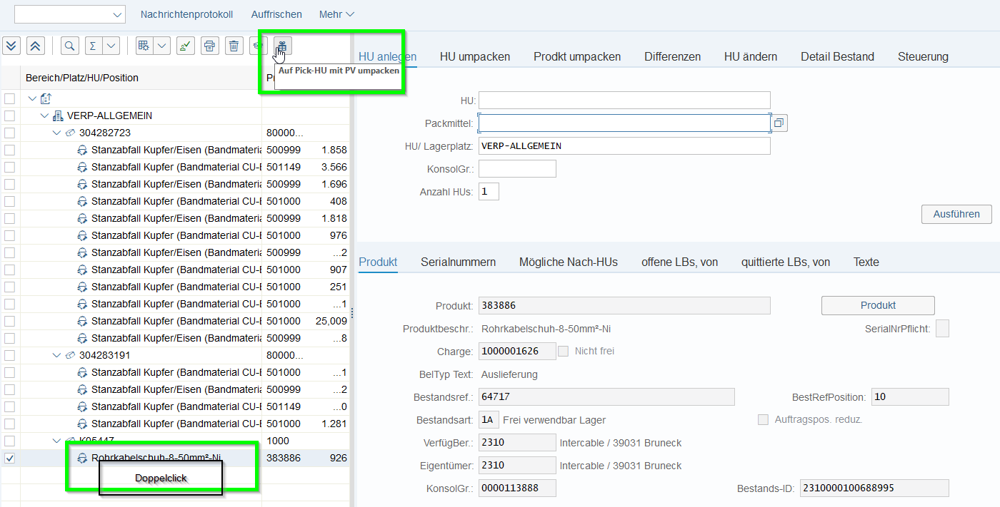 Nachrichtenprotokoll Auffrischen Mehr
HU anlegen HU umpacken Prodkt umpacken Differenzen HU ändern Detail Bestand Steuerung
Auf Pick-HU mit PV umpacken
Bereich/Platz/HU/Position
VERP-ALLGEMEIN
304282723 80000...
Stanzabfall Kupfer/Eisen (Bandmateria 500999 1.858
Stanzabfall Kupfer (Bandmaterial CU-E 501149 3.566
Stanzabfall Kupfer/Eisen (Bandmateria 500999 1.696
Stanzabfall Kupfer (Bandmaterial CU-E 501000 408
Stanzabfall Kupfer/Eisen (Bandmateria 500999 1.818
Stanzabfall Kupfer (Bandmaterial CU-E 501000 976
Stanzabfall Kupfer/Eisen (Bandmateria 500999 ...2
Stanzabfall Kupfer (Bandmaterial CU-E 501000 907
Stanzabfall Kupfer (Bandmaterial CU-E 501000 251
Stanzabfall Kupfer (Bandmaterial CU-E 501000 ...1
Stanzabfall Kupfer (Bandmaterial CU-E 501000 25,009
Stanzabfall Kupfer/Eisen (Bandmateria 500999 ...8
304283191 80000...
Stanzabfall Kupfer (Bandmaterial CU-E 501000 ...1
Stanzabfall Kupfer/Eisen (Bandmateria 500999 ...2
Stanzabfall Kupfer (Bandmaterial CU-E 501149 ...0
Stanzabfall Kupfer (Bandmaterial CU-E 501000 1.281
K05447 1000
Rohrkabelschuh-8-50mm²-Ni 383886 926
Doppelclick
HU:
Packmittel:
HU/ Lagerplatz: VERP-ALLGEMEIN
KonsolGr.:
Anzahl HUs: 1
Ausführen
Produkt Serialnummern Mögliche Nach-HUs offene LBs, von quittierte LBs, von Texte
Produkt: 383886 Produkt
Produktbeschr.: Rohrkabelschuh-8-50mm²-Ni SerialNrPflicht:
Charge: 1000001626 Nicht frei
BelTyp Text: Auslieferung
Bestandsref.: 64717 BestRefPosition: 10
Bestandsart: 1A Frei verwendbar Lager Auftragspos. reduz.
VerfügBer.: 2310 Intercable / 39031 Bruneck
Eigentümer: 2310 Intercable / 39031 Bruneck
KonsolGr.: 0000113888 Bestands-ID: 2310000100688995